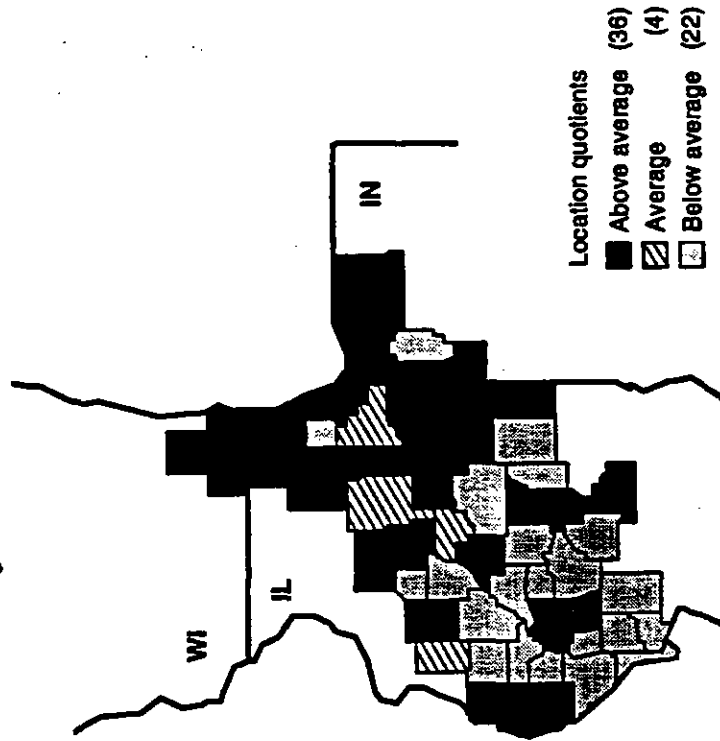 WI
IL
IN
Location quotients
Above average (36)
Average (4)
Below average (22)